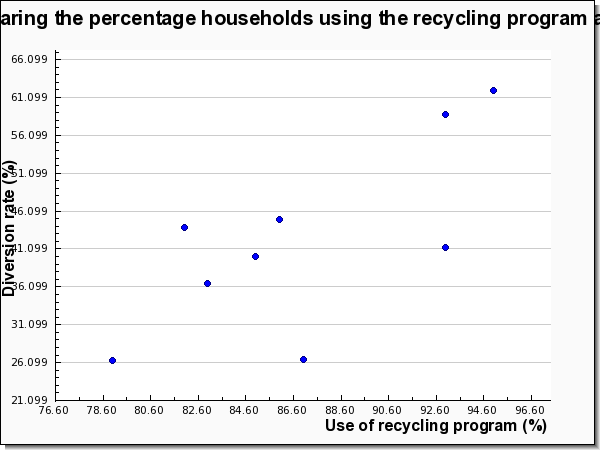 aring the percentage households using the recycling program a
66.099
61.099
56.099
51.099
46.099
41.099
36.099
31.099
26.099
21.099
Diversion rate (%)
76.60 78.60 80.60 82.60 84.60 86.60 88.60 90.60 92.60 94.60 96.60
Use of recycling program (%)